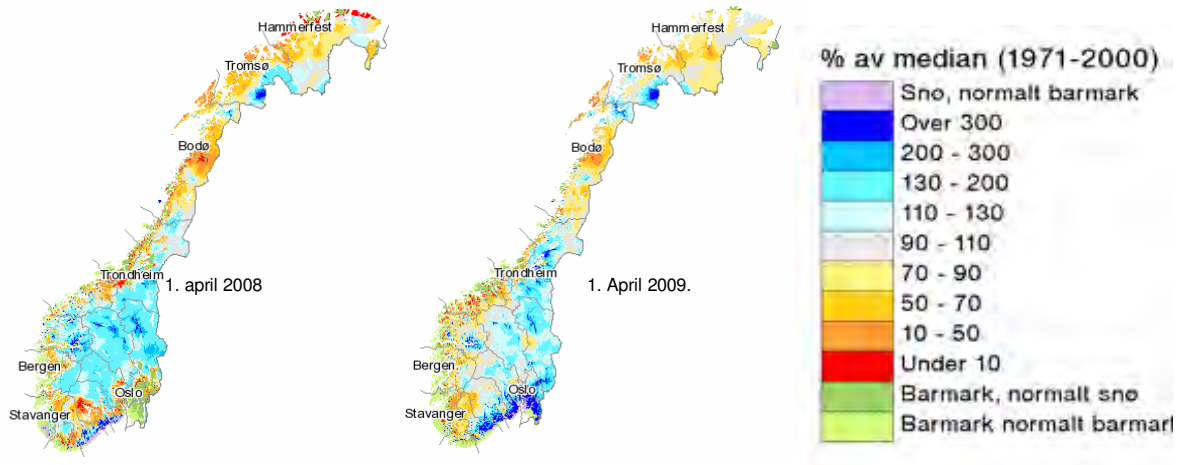 Hammerfest
Tromsø
Bodø
Trondheim
1. april 2008
Bergen
Oslo
Stavanger
Hammerfest
Tromsø
Bodø
Trondheim
1. April 2009.
Bergen
Oslo
Stavanger
% av median (1971-2000)
Snø, normalt barmark
Over 300
200 - 300
130 - 200
110 - 130
90 - 110
70 - 90
50 - 70
10 - 50
Under 10
Barmark, normalt snø
Barmark normalt barmar